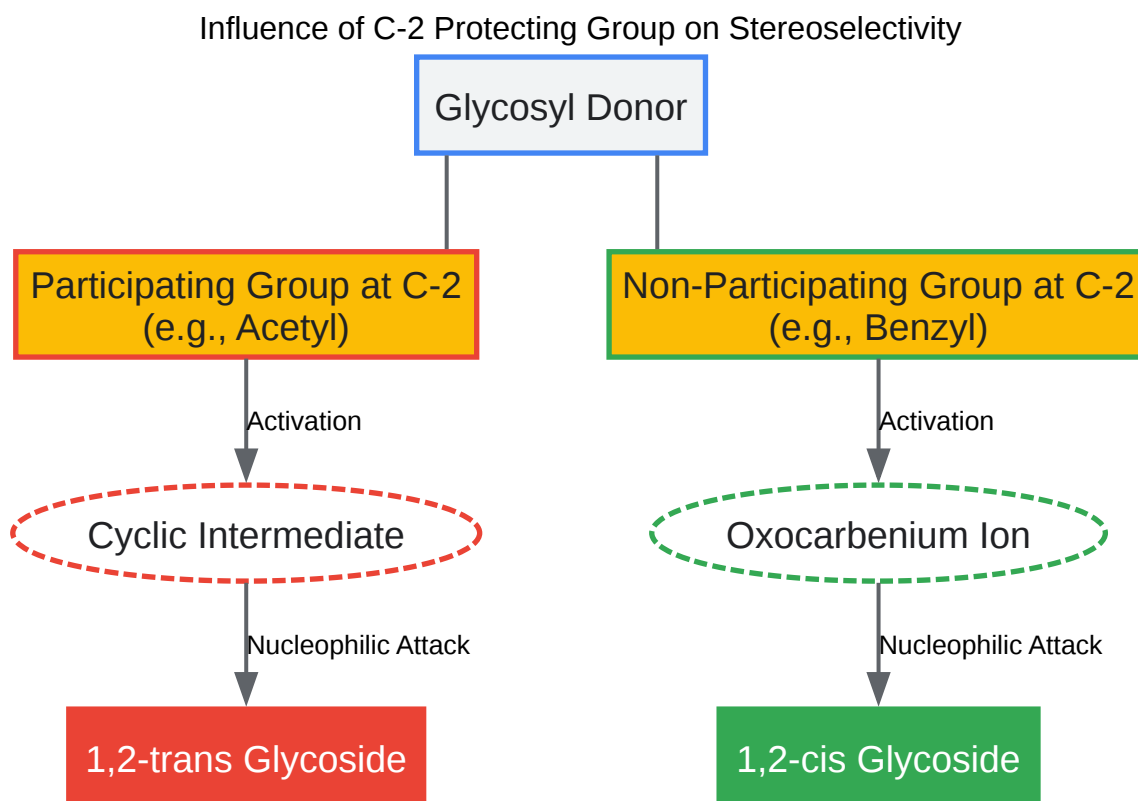 Influence of C-2 Protecting Group on Stereoselectivity
Glycosyl Donor
Participating Group at C-2
(e.g., Acetyl)
Non-Participating Group at C-2
(e.g., Benzyl)
Activation
Activation
Cyclic Intermediate
Oxocarbenium Ion
Nucleophilic Attack
Nucleophilic Attack
1,2-trans Glycoside
1,2-cis Glycoside